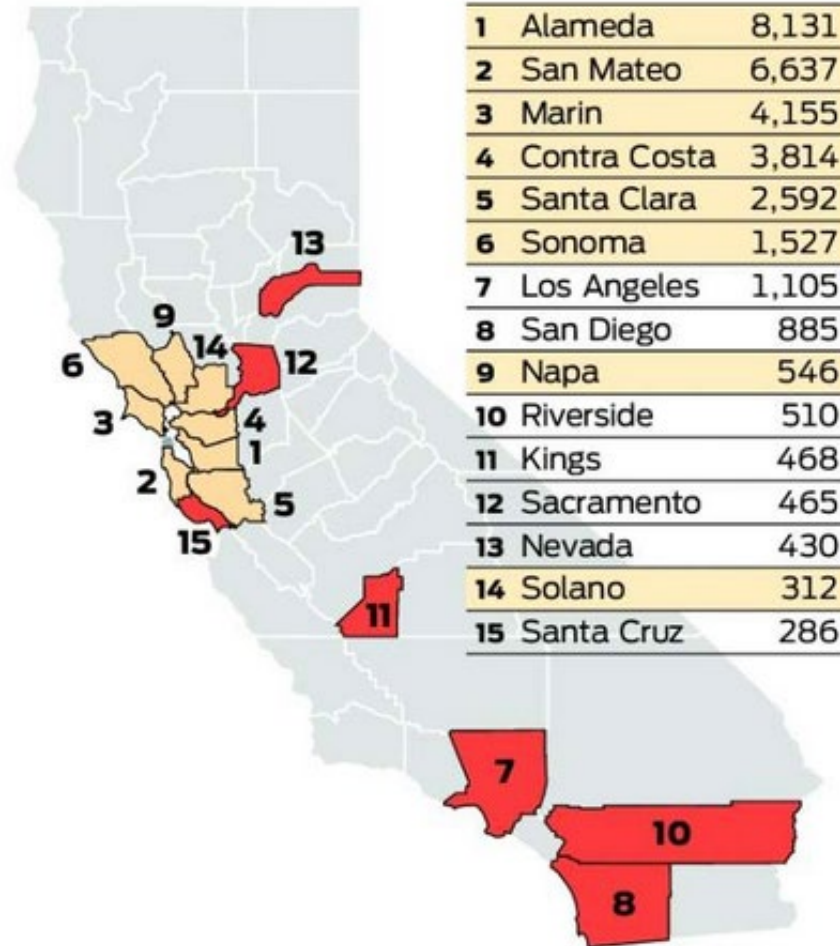 1 Alameda 8,131
2 San Mateo 6,637
3 Marin 4,155
4 Contra Costa 3,814
5 Santa Clara 2,592
6 Sonoma 1,527
7 Los Angeles 1,105
8 San Diego 885
9 Napa 546
10 Riverside 510
11 Kings 468
12 Sacramento 465
13 Nevada 430
14 Solano 312
15 Santa Cruz 286
13
9
14
6
12
3
4
1
2
5
15
11
7
10
8